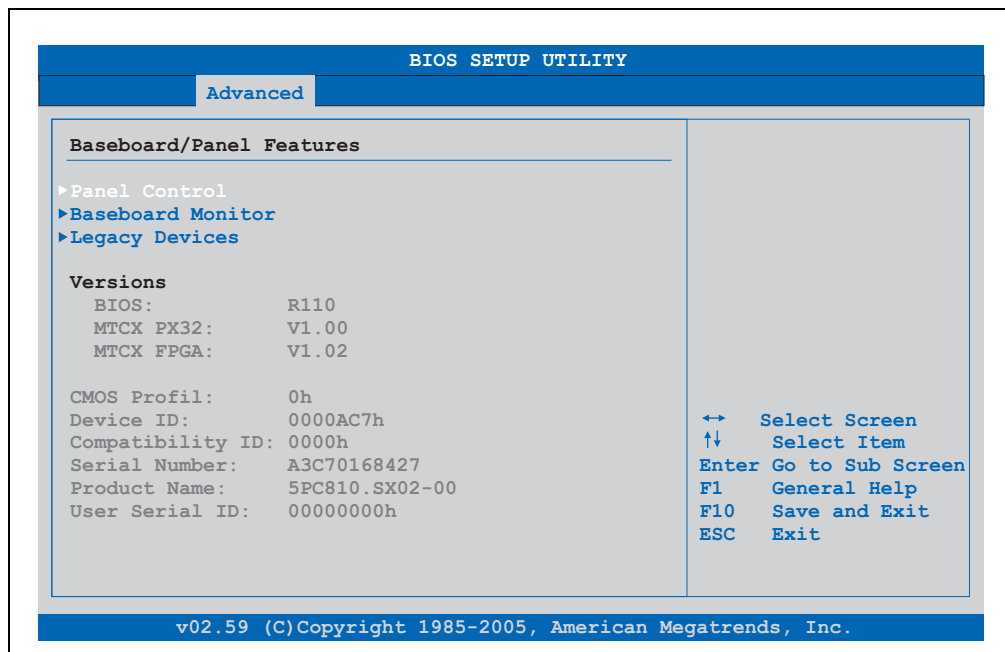 BIOS SETUP UTILITY
Advanced
Baseboard/Panel Features
▶Panel Control
▶Baseboard Monitor
▶Legacy Devices
Versions
BIOS: R110
MTCX PX32: V1.00
MTCX FPGA: V1.02
CMOS Profil: 0h
Device ID: 0000AC7h
Compatibility ID: 0000h
Serial Number: A3C70168427
Product Name: 5PC810.SX02-00
User Serial ID: 00000000h
↔ Select Screen
↑↓ Select Item
Enter Go to Sub Screen
F1 General Help
F10 Save and Exit
ESC Exit
v02.59 (C)Copyright 1985-2005, American Megatrends, Inc.